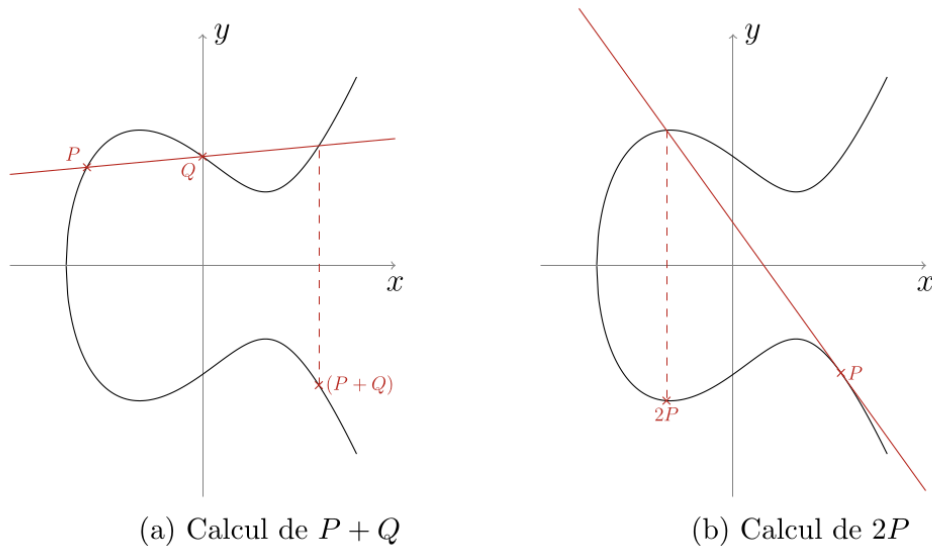 y
P
Q
x
(P + Q)
(a) Calcul de P + Q
y
x
P
2P
(b) Calcul de 2P